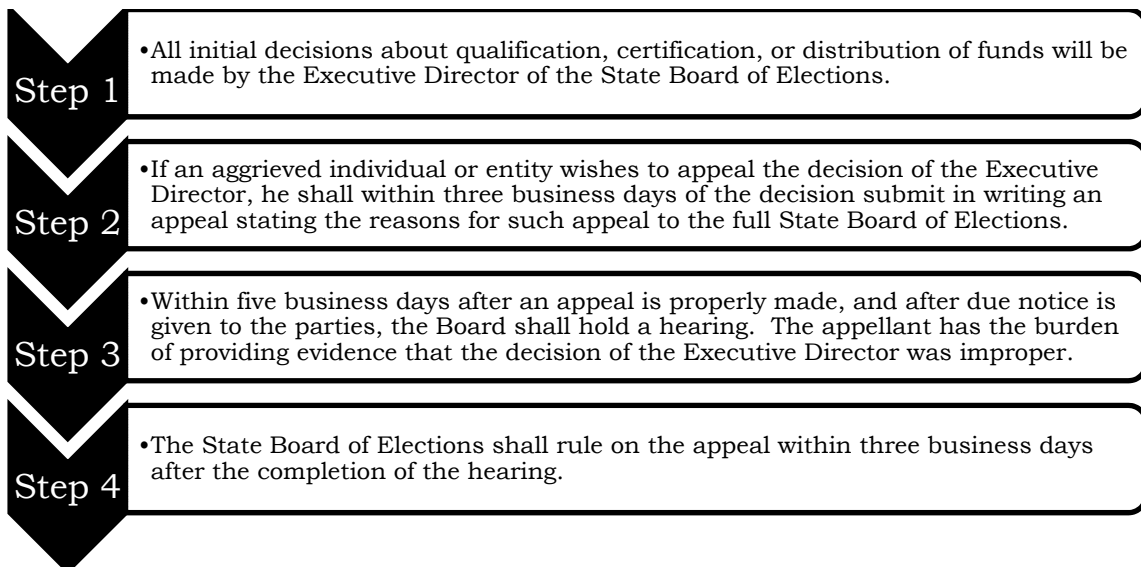 Step 1
•All initial decisions about qualification, certification, or distribution of funds will be
made by the Executive Director of the State Board of Elections.
Step 2
•If an aggrieved individual or entity wishes to appeal the decision of the Executive
Director, he shall within three business days of the decision submit in writing an
appeal stating the reasons for such appeal to the full State Board of Elections.
Step 3
•Within five business days after an appeal is properly made, and after due notice is
given to the parties, the Board shall hold a hearing.  The appellant has the burden
of providing evidence that the decision of the Executive Director was improper.
Step 4
•The State Board of Elections shall rule on the appeal within three business days
after the completion of the hearing.